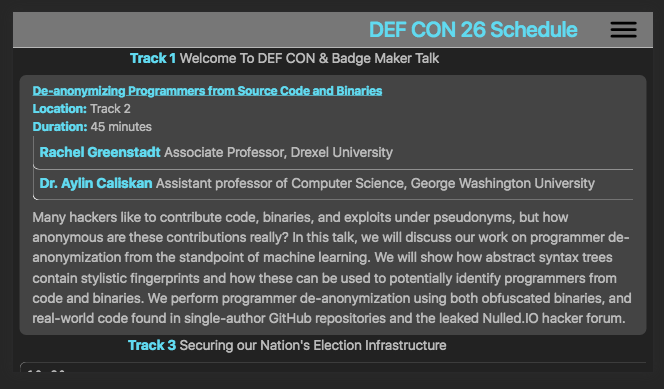 DEF CON 26 Schedule
Track 1 Welcome To DEF CON & Badge Maker Talk
De-anonymizing Programmers from Source Code and Binaries
Location: Track 2
Duration: 45 minutes
Rachel Greenstadt Associate Professor, Drexel University
Dr. Aylin Caliskan Assistant professor of Computer Science, George Washington University
Many hackers like to contribute code, binaries, and exploits under pseudonyms, but how
anonymous are these contributions really? In this talk, we will discuss our work on programmer de-
anonymization from the standpoint of machine learning. We will show how abstract syntax trees
contain stylistic fingerprints and how these can be used to potentially identify programmers from
code and binaries. We perform programmer de-anonymization using both obfuscated binaries, and
real-world code found in single-author GitHub repositories and the leaked Nulled.IO hacker forum.
Track 3 Securing our Nation's Election Infrastructure